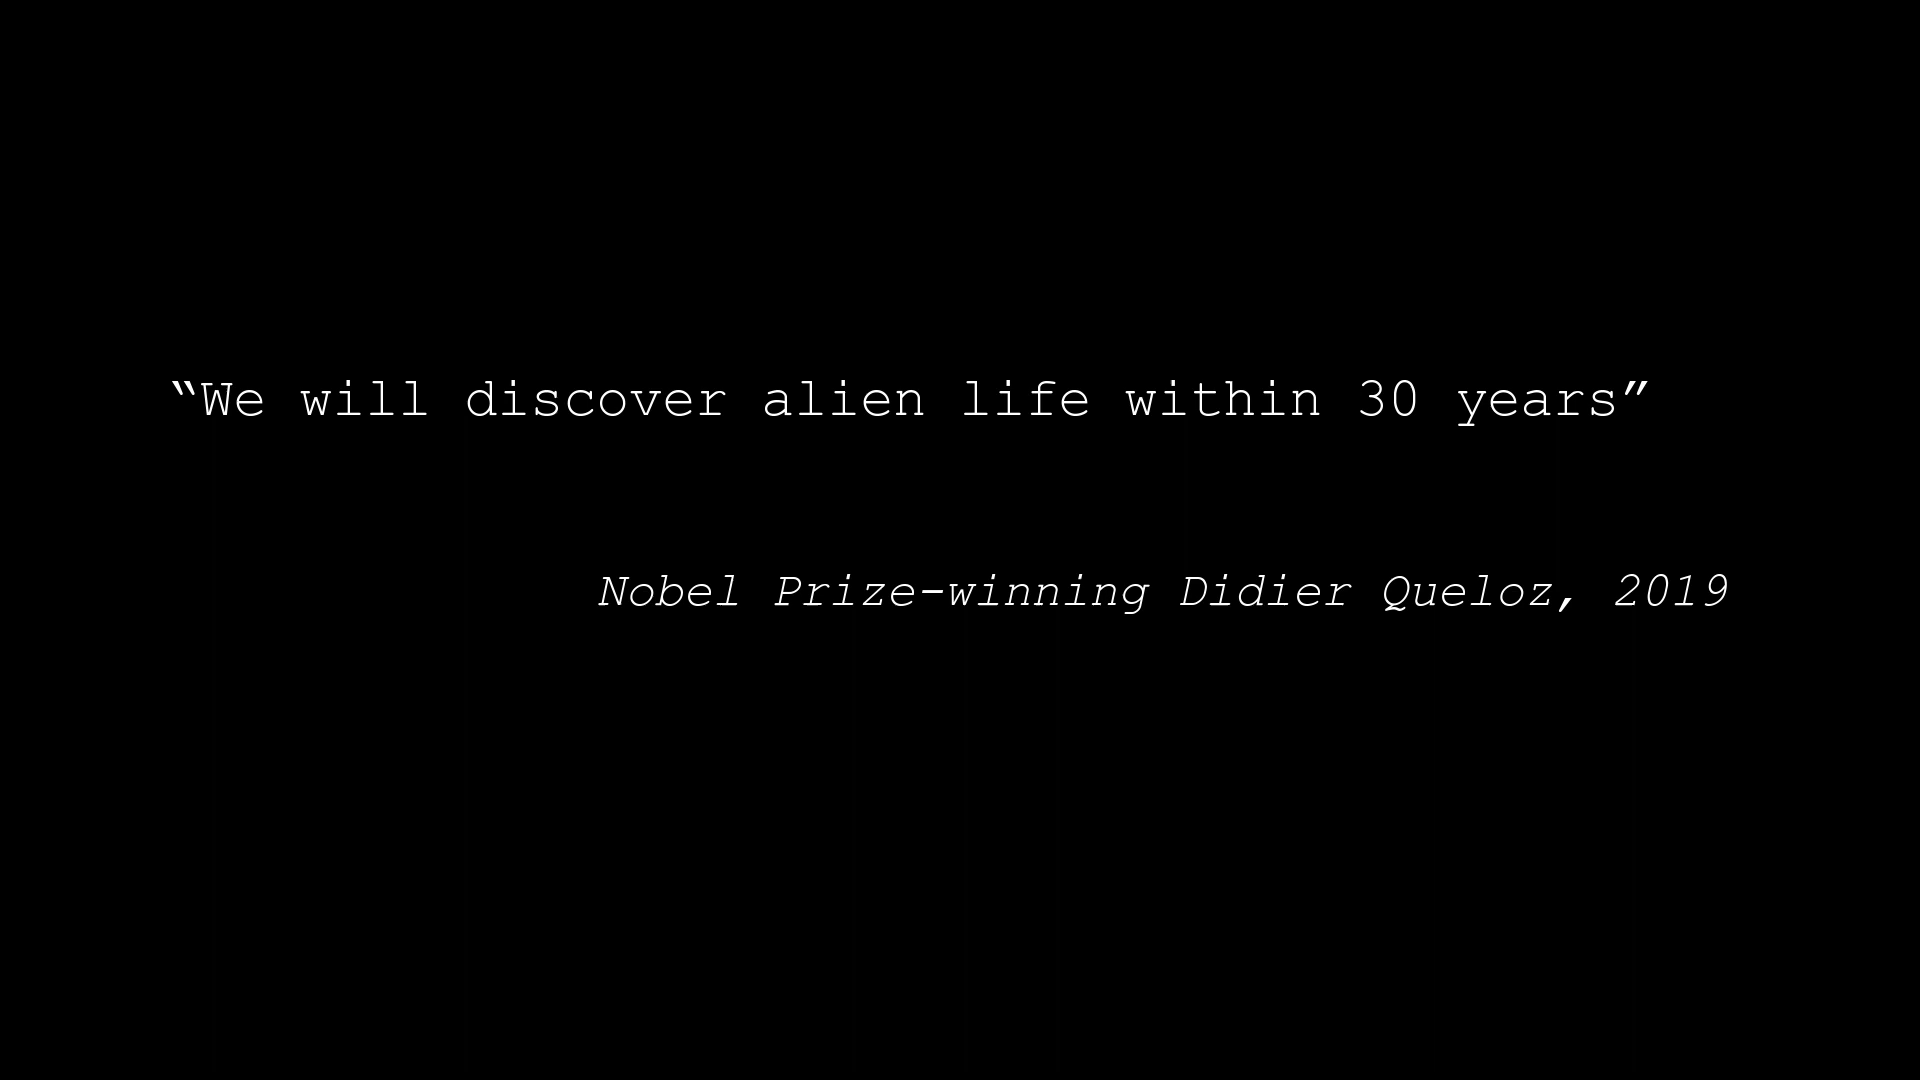 “We will discover alien life within 30 years”
Nobel Prize-winning Didier Queloz, 2019